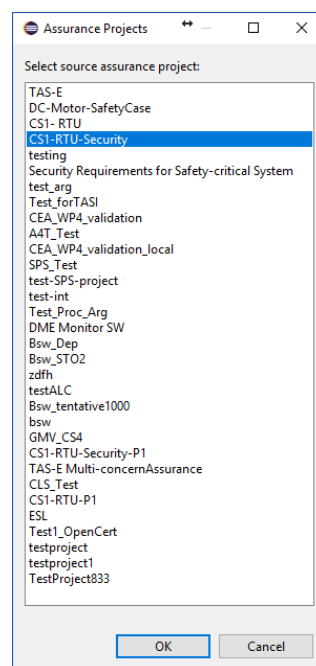 Assurance Projects
Select source assurance project:
TAS-E
DC-Motor-SafetyCase
CS1- RTU
CS1-RTU-Security
testing
Security Requirements for Safety-critical System
test_arg
Test_forTASI
CEA_WP4_validation
A4T_Test
CEA_WP4_validation_local
SPS_Test
test-SPS-project
test-int
Test_Proc_Arg
DME Monitor SW
Bsw_Dep
Bsw_STO2
zdfh
testALC
Bsw_tentative1000
bsw
GMV_CS4
CS1-RTU-Security-P1
TAS-E Multi-concernAssurance
CLS_Test
CS1-RTU-P1
ESL
Test1_OpenCert
testproject
testproject1
TestProject833
OK Cancel